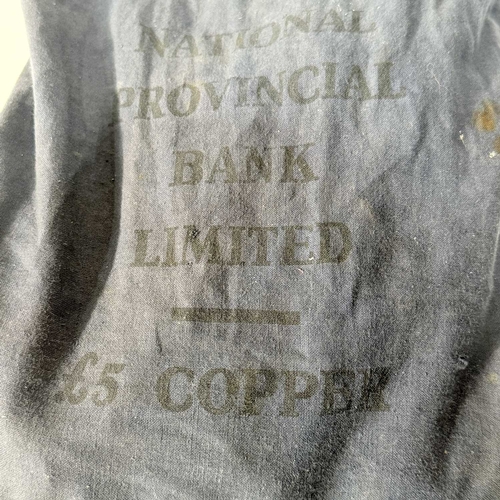 NATIONAL
PROVINCIAL
BANK
LIMITED
£5 COPPER